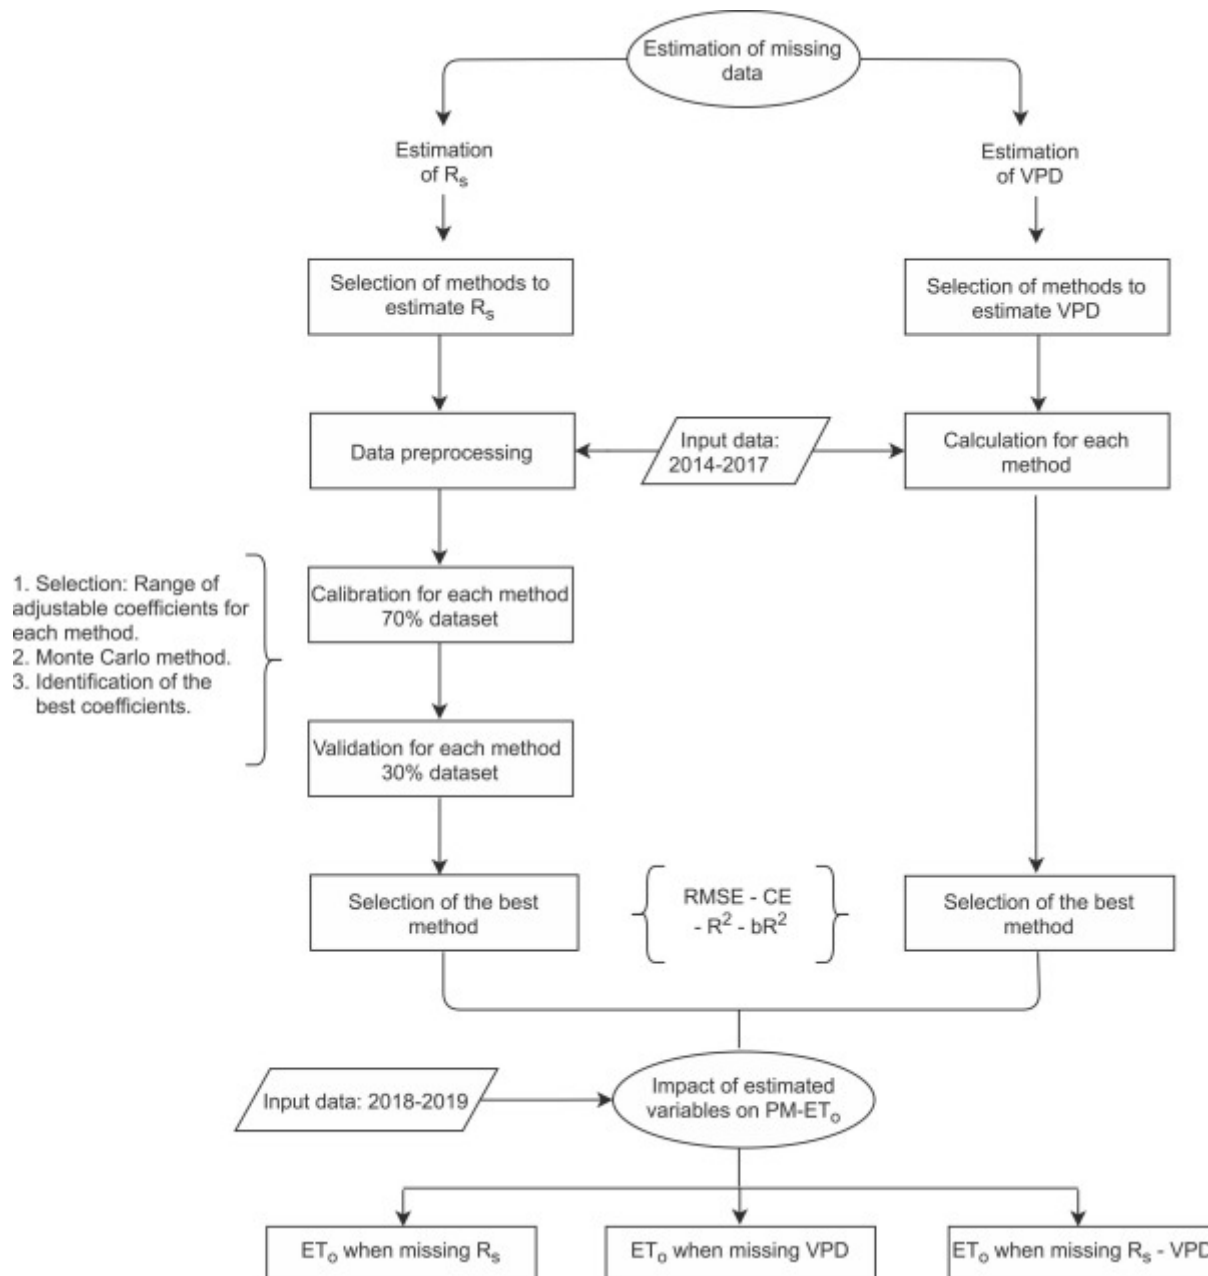 Estimation of missing
data
Estimation
of Rs
Estimation
of VPD
Selection of methods to
estimate Rs
Selection of methods to
estimate VPD
Data preprocessing
Input data:
2014-2017
Calculation for each
method
1. Selection: Range of
adjustable coefficients for
each method.
2. Monte Carlo method.
3. Identification of the
best coefficients.
Calibration for each method
70% dataset
Validation for each method
30% dataset
Selection of the best
method
RMSE - CE
- R² - bR²
Selection of the best
method
Input data: 2018-2019
Impact of estimated
variables on PM-ETo
ETo when missing Rs
ETo when missing VPD
ETo when missing Rs - VPD